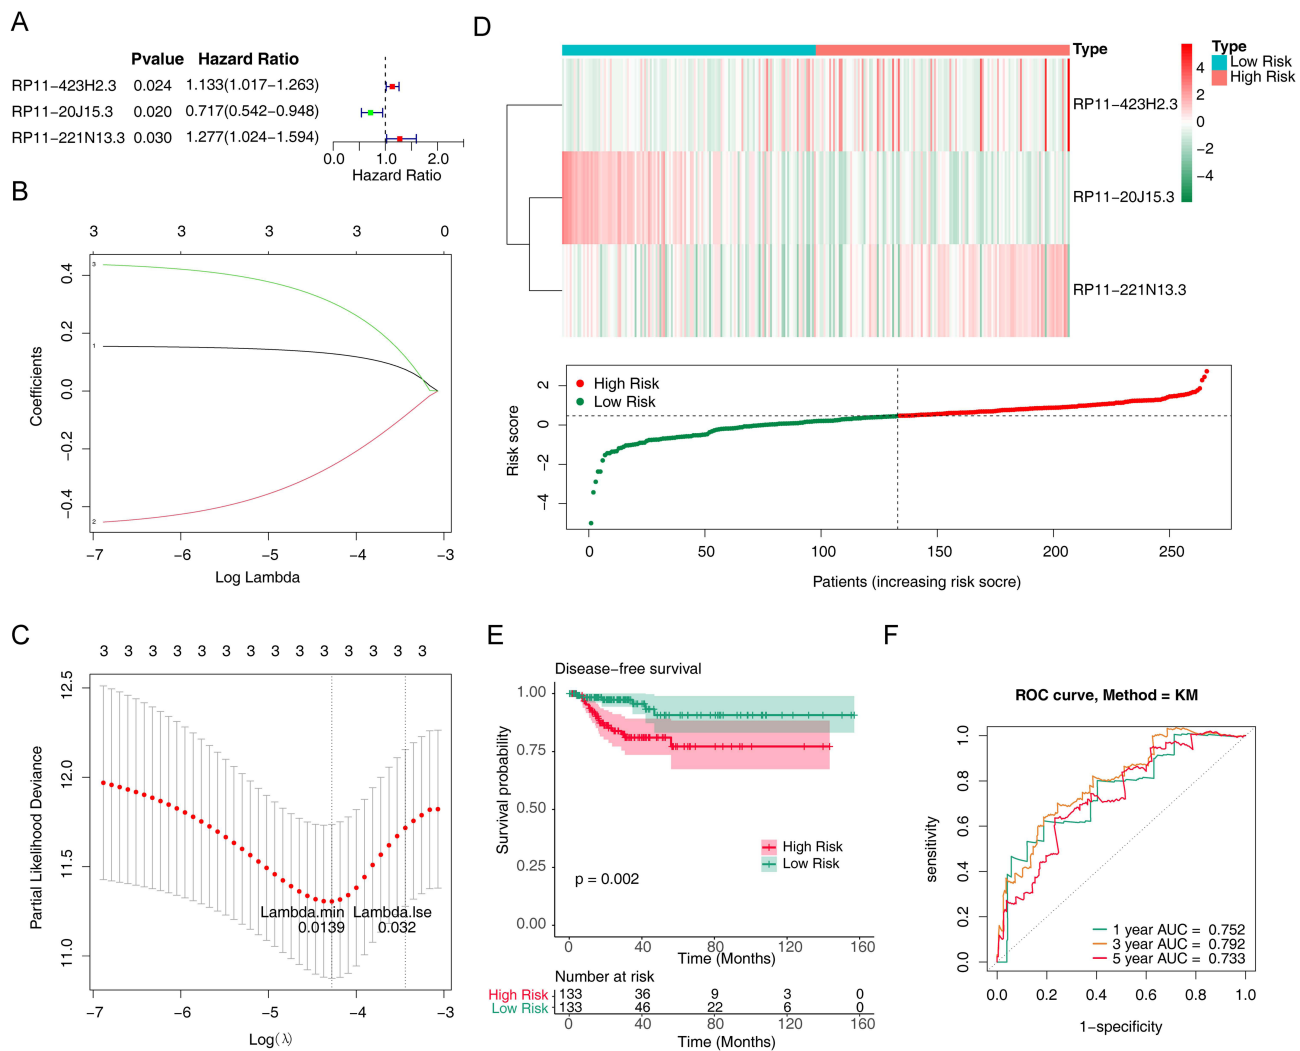 A
Pvalue Hazard Ratio
RP11−423H2.3 0.024 1.133(1.017−1.263)
RP11−20J15.3 0.020 0.717(0.542−0.948)
RP11−221N13.3 0.030 1.277(1.024−1.594)
0.0 1.0 2.0
Hazard Ratio
B
3 3 3 3 0
0.4
0.2
0.0
−0.2
−0.4
3
1
2
Coefficients
−7 −6 −5 −4 −3
Log Lambda
C
3 3 3 3 3 3 3 3 3 3 3 3 3 3
12.5
12.0
11.5
11.0
Partial Likelihood Deviance
Lambda.min Lambda.lse
0.0139 0.032
−7 −6 −5 −4 −3
Log(λ)
D
Type
RP11−423H2.3
RP11−20J15.3
RP11−221N13.3
4
2
0
−2
−4
Type
Low Risk
High Risk
High Risk
Low Risk
2
0
−2
−4
Risk score
0 50 100 150 200 250
Patients (increasing risk socre)
E
Disease−free survival
1.00
0.75
0.50
0.25
0.00
Survival probability
High Risk
Low Risk
p = 0.002
0 40 80 120 160
Time (Months)
Number at risk
High Risk 133 36 9 3 0
Low Risk 133 46 22 6 0
0 40 80 120 160
Time (Months)
F
ROC curve, Method = KM
1.0
0.8
0.6
0.4
0.2
0.0
sensitivity
1 year AUC = 0.752
3 year AUC = 0.792
5 year AUC = 0.733
0.0 0.2 0.4 0.6 0.8 1.0
1−specificity